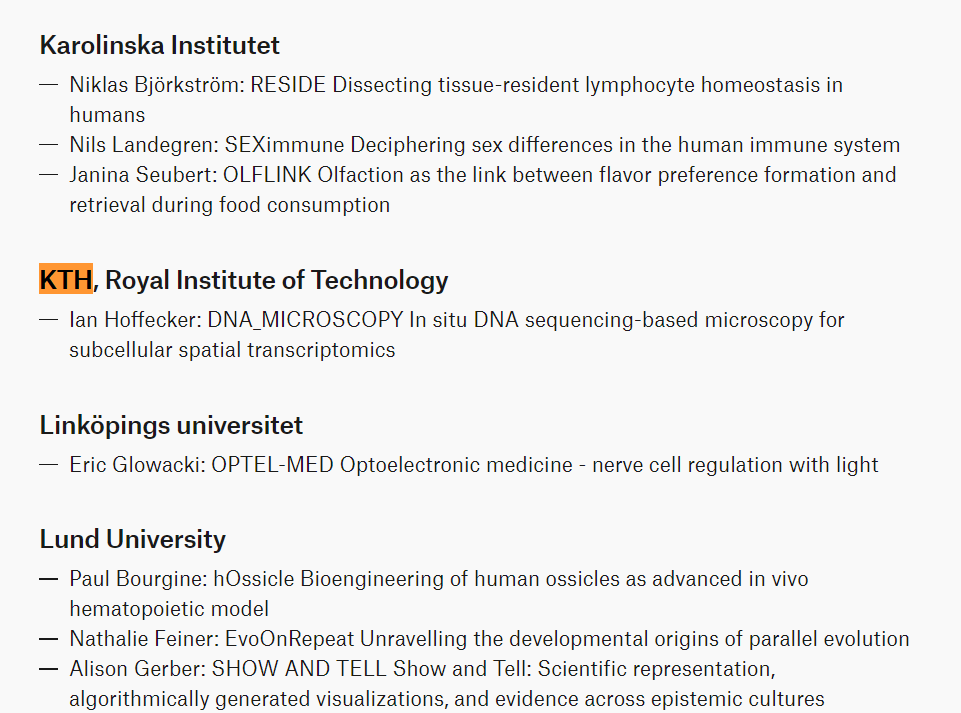 Karolinska Institutet
— Niklas Björkström: RESIDE Dissecting tissue-resident lymphocyte homeostasis in
humans
— Nils Landegren: SEXimmune Deciphering sex differences in the human immune system
— Janina Seubert: OLFLINK Olfaction as the link between flavor preference formation and
retrieval during food consumption
KTH, Royal Institute of Technology
— Ian Hoffecker: DNA_MICROSCOPY In situ DNA sequencing-based microscopy for
subcellular spatial transcriptomics
Linköpings universitet
— Eric Glowacki: OPTEL-MED Optoelectronic medicine - nerve cell regulation with light
Lund University
— Paul Bourgine: hOssicle Bioengineering of human ossicles as advanced in vivo
hematopoietic model
— Nathalie Feiner: EvoOnRepeat Unravelling the developmental origins of parallel evolution
— Alison Gerber: SHOW AND TELL Show and Tell: Scientific representation,
algorithmically generated visualizations, and evidence across epistemic cultures